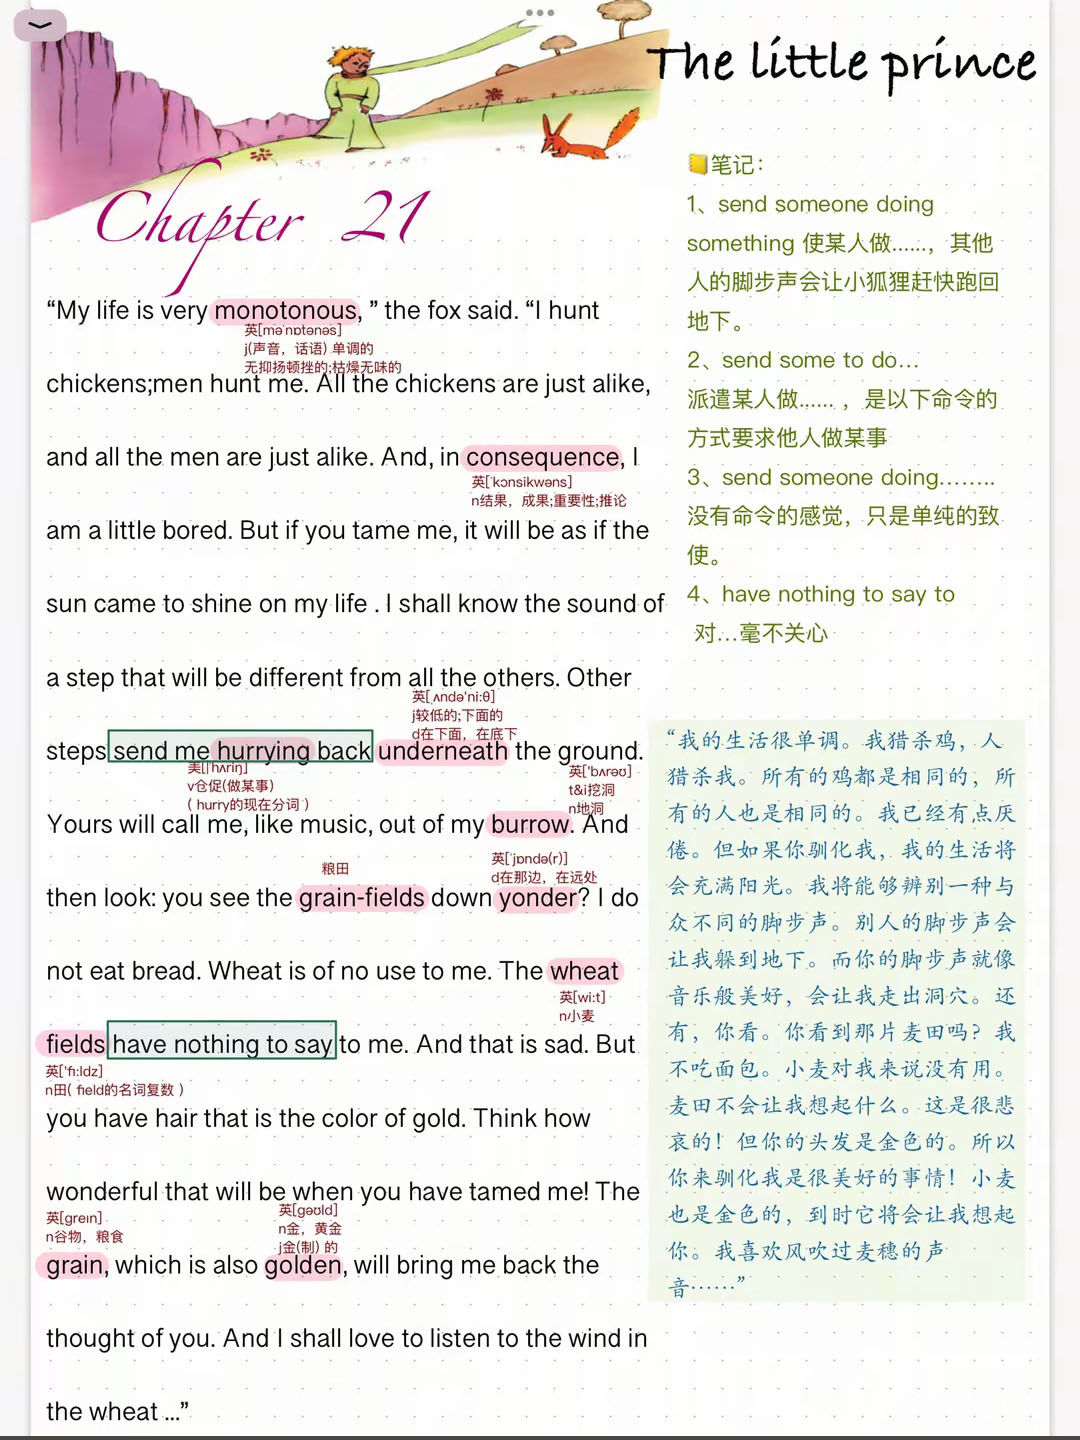 The little prince
Chapter 21
“My life is very monotonous, ” the fox said. “I hunt
英[məˈnɒtənəs]
j(声音，话语) 单调的
无抑扬顿挫的;枯燥无味的
chickens;men hunt me. All the chickens are just alike,
and all the men are just alike. And, in consequence, I
英[ˈkɔnsikwəns]
n结果，成果;重要性;推论
am a little bored. But if you tame me, it will be as if the
sun came to shine on my life . I shall know the sound of
a step that will be different from all the others. Other
英[ˌʌndəˈni:θ]
j较低的;下面的
d在下面，在底下
steps send me hurrying back underneath the ground.
美[ˈhʌriŋ]
v仓促(做某事)
( hurry的现在分词 )
英['bʌrəʊ]
t&i挖洞
n地洞
Yours will call me, like music, out of my burrow. And
粮田
英[ˈjɒndə(r)]
d在那边，在远处
then look: you see the grain-fields down yonder? I do
not eat bread. Wheat is of no use to me. The wheat
英[wi:t]
n小麦
fields have nothing to say to me. And that is sad. But
英['fi:ldz]
n田( field的名词复数 )
you have hair that is the color of gold. Think how
wonderful that will be when you have tamed me! The
英[greɪn]
n谷物，粮食
英[gəʊld]
n金，黄金
j金(制) 的
grain, which is also golden, will bring me back the
thought of you. And I shall love to listen to the wind in
the wheat ...”
📒笔记：
1、send someone doing
something 使某人做……，其他
人的脚步声会让小狐狸赶快跑回
地下。
2、send some to do…
派遣某人做…… ，是以下命令的
方式要求他人做某事
3、send someone doing……..
没有命令的感觉，只是单纯的致
使。
4、have nothing to say to
对…毫不关心
“我的生活很单调。我猎杀鸡，人
猎杀我。所有的鸡都是相同的，所
有的人也是相同的。我已经有点厌
倦。但如果你驯化我，我的生活将
会充满阳光。我将能够辨别一种与
众不同的脚步声。别人的脚步声会
让我躲到地下。而你的脚步声就像
音乐般美好，会让我走出洞穴。还
有，你看。你看到那片麦田吗？我
不吃面包。小麦对我来说没有用。
麦田不会让我想起什么。这是很悲
哀的！但你的头发是金色的。所以
你来驯化我是很美好的事情！小麦
也是金色的，到时它将会让我想起
你。我喜欢风吹过麦穗的声
音……”